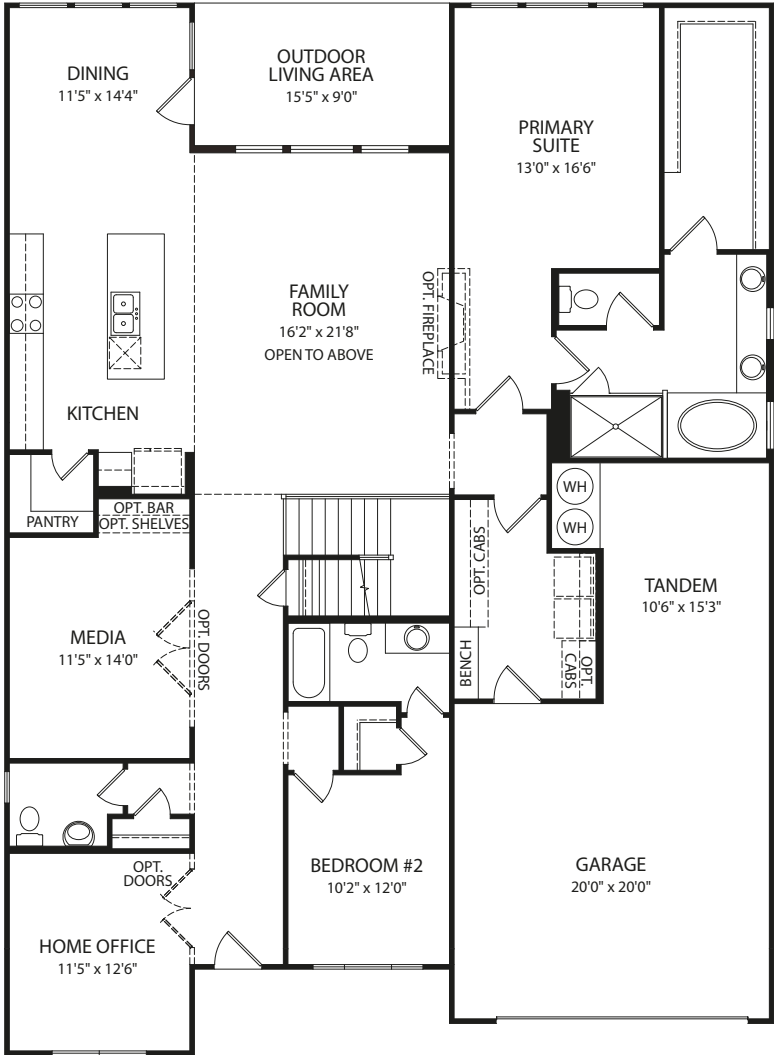 DINING
11'5" x 14'4"
OUTDOOR
LIVING AREA
15'5" x 9'0"
PRIMARY
SUITE
13'0" x 16'6"
FAMILY
ROOM
16'2" x 21'8"
OPEN TO ABOVE
OPT. FIREPLACE
KITCHEN
PANTRY
OPT. BAR
OPT. SHELVES
WH
WH
OPT. CABS
TANDEM
10'6" x 15'3"
MEDIA
11'5" x 14'0"
OPT. DOORS
BENCH
OPT.
CABS
OPT.
DOORS
BEDROOM #2
10'2" x 12'0"
GARAGE
20'0" x 20'0"
HOME OFFICE
11'5" x 12'6"